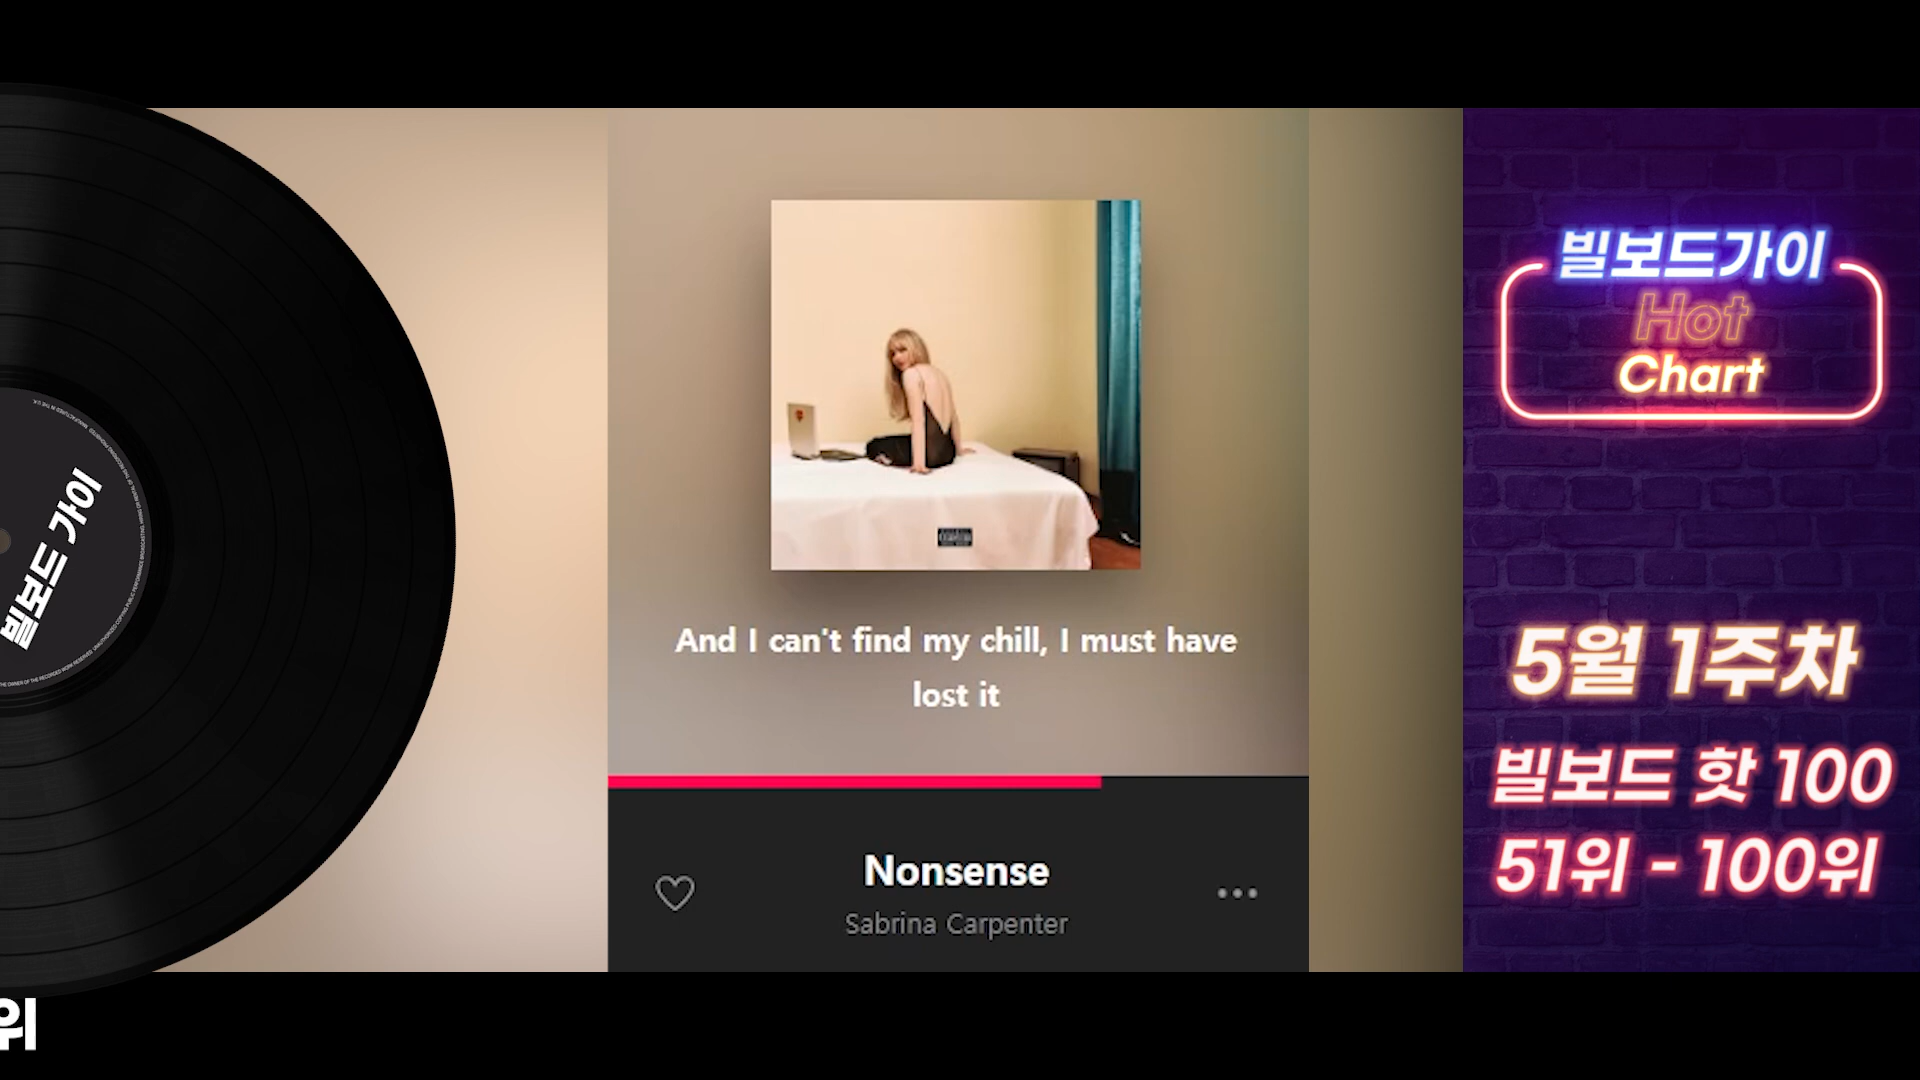 빌보드 가이
And I can't find my chill, I must have
lost it
Nonsense
Sabrina Carpenter
빌보드가이
Hot
Chart
5월 1주차
빌보드 핫 100
51위 - 100위
위